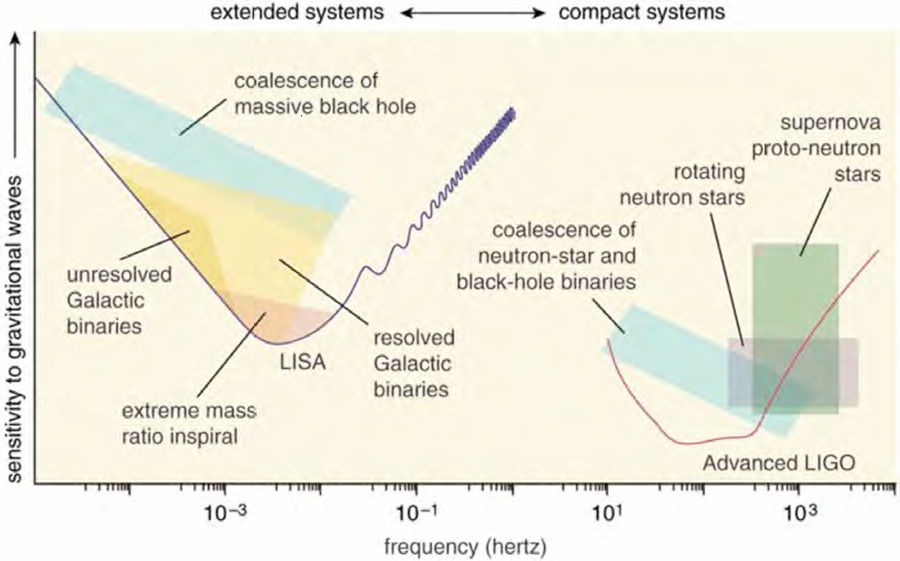 extended systems
compact systems
coalescence of
massive black hole
supernova
proto-neutron
stars
rotating
neutron stars
coalescence of
neutron-star and
black-hole binaries
unresolved
Galactic
binaries
resolved
Galactic
binaries
LISA
extreme mass
ratio inspiral
Advanced LIGO
sensitivity to gravitational waves
10⁻³
10⁻¹
10¹
10³
frequency (hertz)